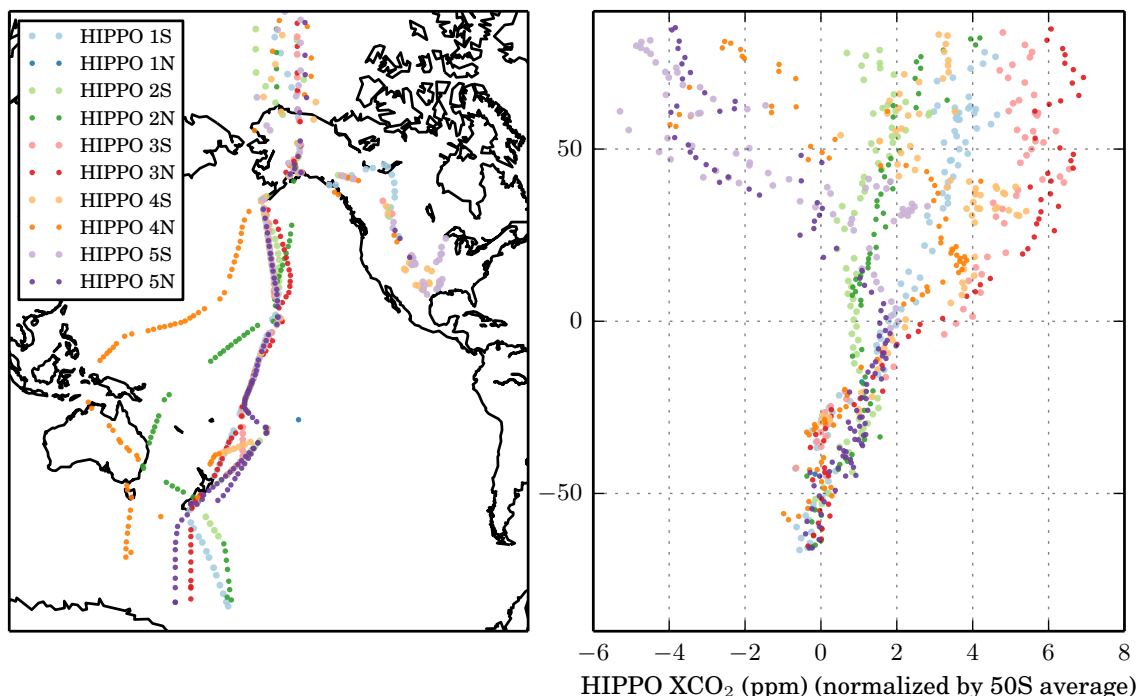 HIPPO 1S
HIPPO 1N
HIPPO 2S
HIPPO 2N
HIPPO 3S
HIPPO 3N
HIPPO 4S
HIPPO 4N
HIPPO 5S
HIPPO 5N
50
0
−50
−6 −4 −2 0 2 4 6 8
HIPPO XCO₂ (ppm) (normalized by 50S average)